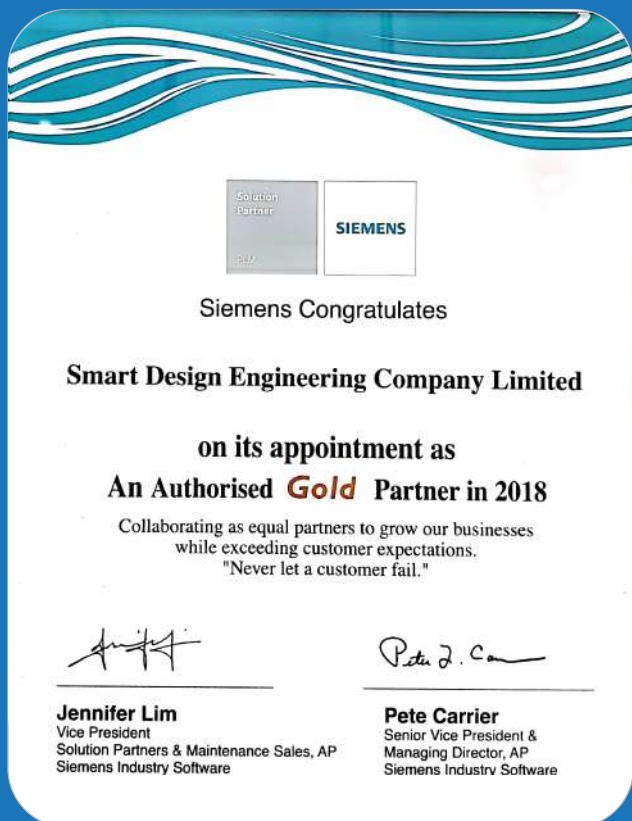 Solution
Partner
PLM
SIEMENS
Siemens Congratulates
Smart Design Engineering Company Limited
on its appointment as
An Authorised Gold Partner in 2018
Collaborating as equal partners to grow our businesses
while exceeding customer expectations.
"Never let a customer fail."
Peter J. Carrier
Jennifer Lim
Vice President
Solution Partners & Maintenance Sales, AP
Siemens Industry Software
Pete Carrier
Senior Vice President &
Managing Director, AP
Siemens Industry Software